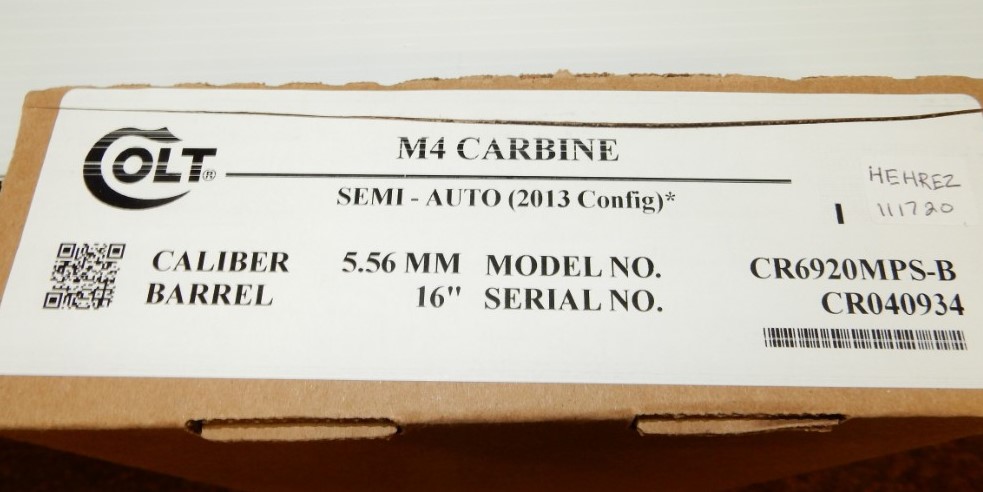 COLT®
M4 CARBINE
SEMI - AUTO (2013 Config)*
HEHREZ
111720
CALIBER 5.56 MM MODEL NO. CR6920MPS-B
BARREL 16" SERIAL NO. CR040934